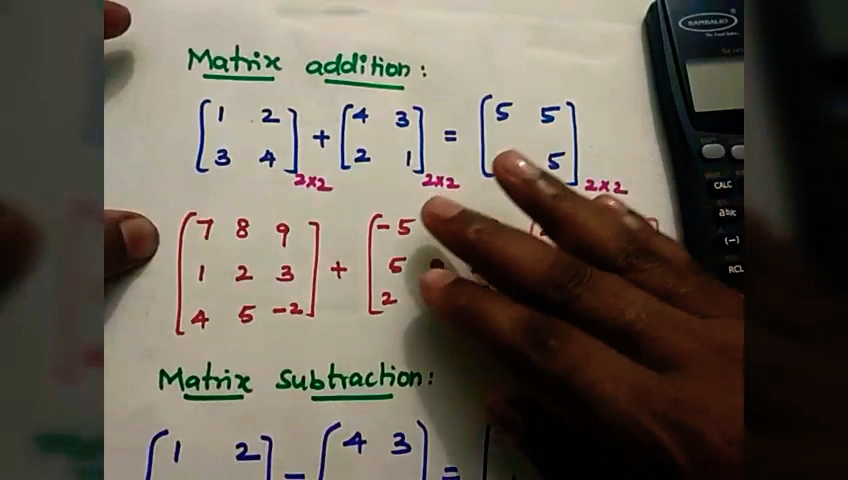 Matrix addition:
[1 2] + [4 3] = [5 5]
[3 4]2x2 [2 1]2x2 [ 5]2x2
[7 8 9] + [-5
[1 2 3] [5
[4 5 -2] [2
Matrix subtraction:
[1 2] - [4 3] = [
SAMBALIO
SHIFT
CALC
abc
(-)
RCL